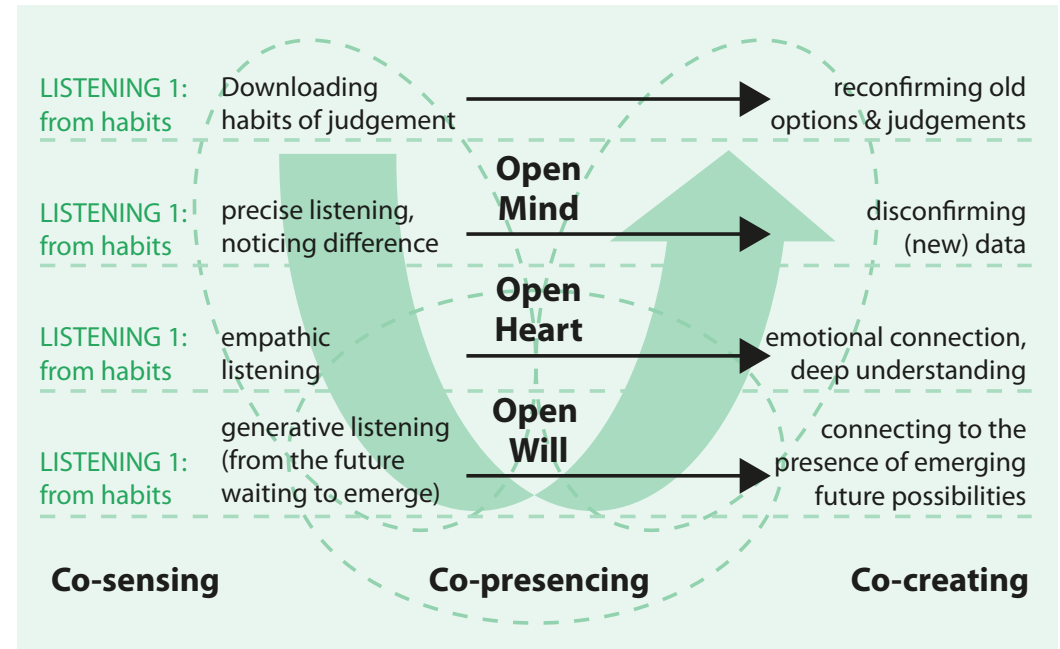 LISTENING 1:
from habits
Downloading
habits of judgement
reconfirming old
options & judgements
Open
Mind
LISTENING 1:
from habits
precise listening,
noticing difference
disconfirming
(new) data
Open
Heart
LISTENING 1:
from habits
empathic
listening
emotional connection,
deep understanding
Open
Will
LISTENING 1:
from habits
generative listening
(from the future
waiting to emerge)
connecting to the
presence of emerging
future possibilities
Co-sensing
Co-presencing
Co-creating